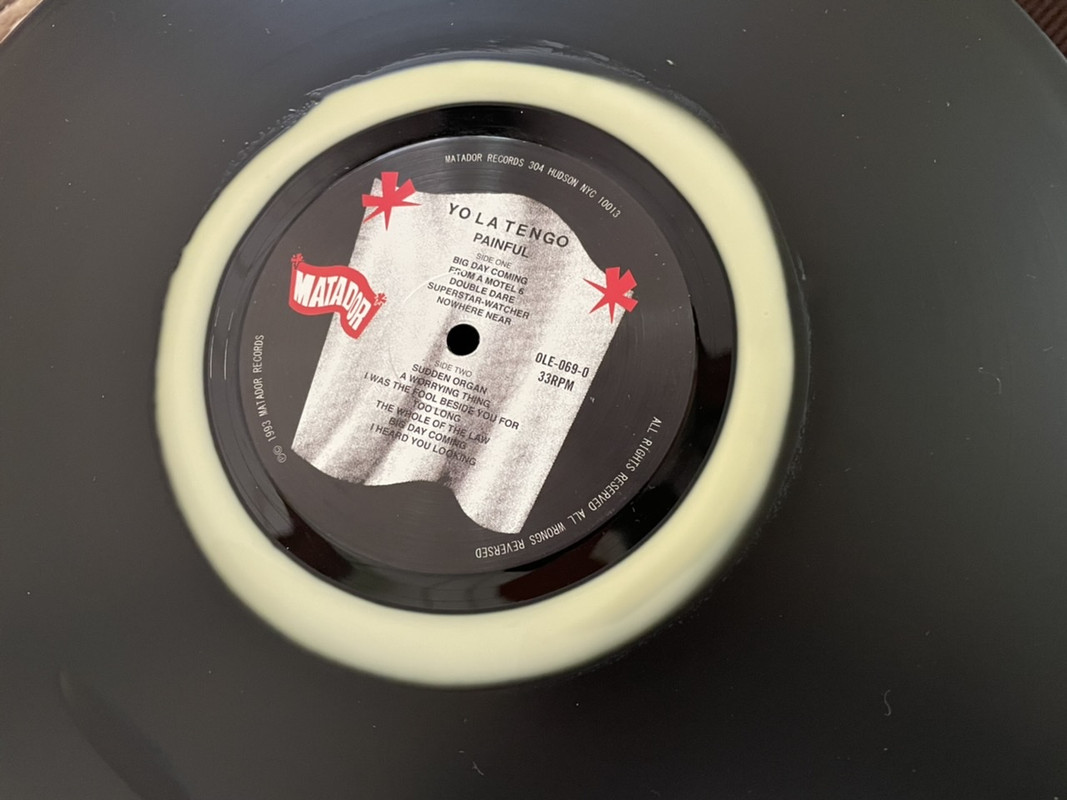 MATADOR RECORDS 304 HUDSON NYC 10013
YO LA TENGO
PAINFUL
SIDE ONE
BIG DAY COMING
FROM A MOTEL 6
DOUBLE DARE
SUPERSTAR-WATCHER
NOWHERE NEAR
MATADOR
OLE-069-0
33RPM
SIDE TWO
SUDDEN ORGAN
A WORRYING THING
I WAS THE FOOL BESIDE YOU FOR
TOO LONG
THE WHOLE OF THE LAW
BIG DAY COMING
I HEARD YOU LOOKING
℗© 1993 MATADOR RECORDS
ALL RIGHTS RESERVED ALL WRONGS REVERSED